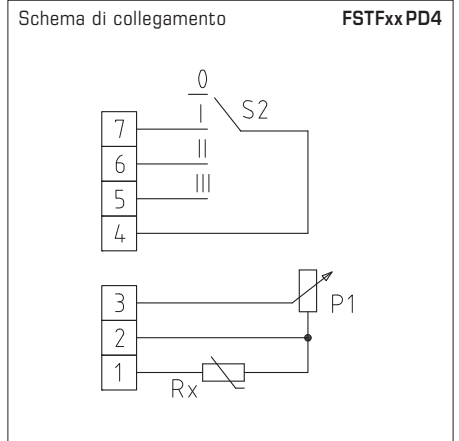 Schema di collegamento FSTFxx PD4
0
I S2
7
II
6
III
5
4
3 P1
2
1
Rx